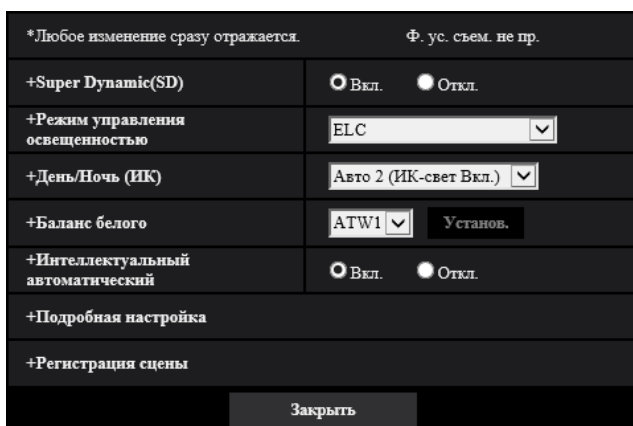 *Любое изменение сразу отражается. Ф. ус. съем. не пр.
+Super Dynamic(SD) Вкл. Откл.
+Режим управления
освещенностью ELC
+День/Ночь (ИК) Авто 2 (ИК-свет Вкл.)
+Баланс белого ATW1 Установ.
+Интеллектуальный
автоматический Вкл. Откл.
+Подробная настройка
+Регистрация сцены
Закрыть